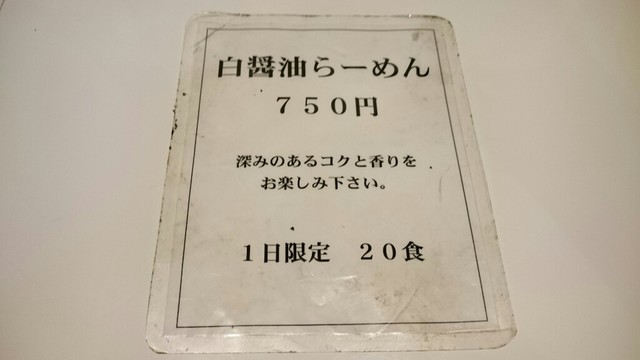 白醤油らーめん
７５０円
深みのあるコクと香りを
お楽しみ下さい。
１日限定　２０食